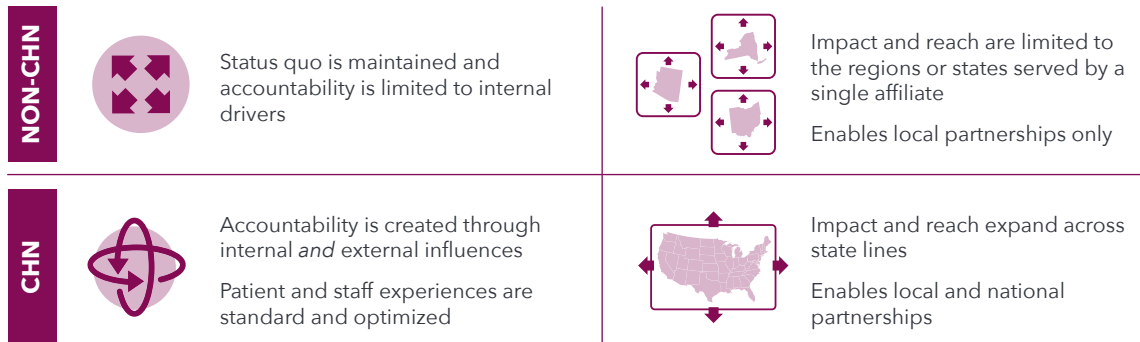 NON-CHN
Status quo is maintained and
accountability is limited to internal
drivers
Impact and reach are limited to
the regions or states served by a
single affiliate
Enables local partnerships only
CHN
Accountability is created through
internal and external influences
Patient and staff experiences are
standard and optimized
Impact and reach expand across
state lines
Enables local and national
partnerships